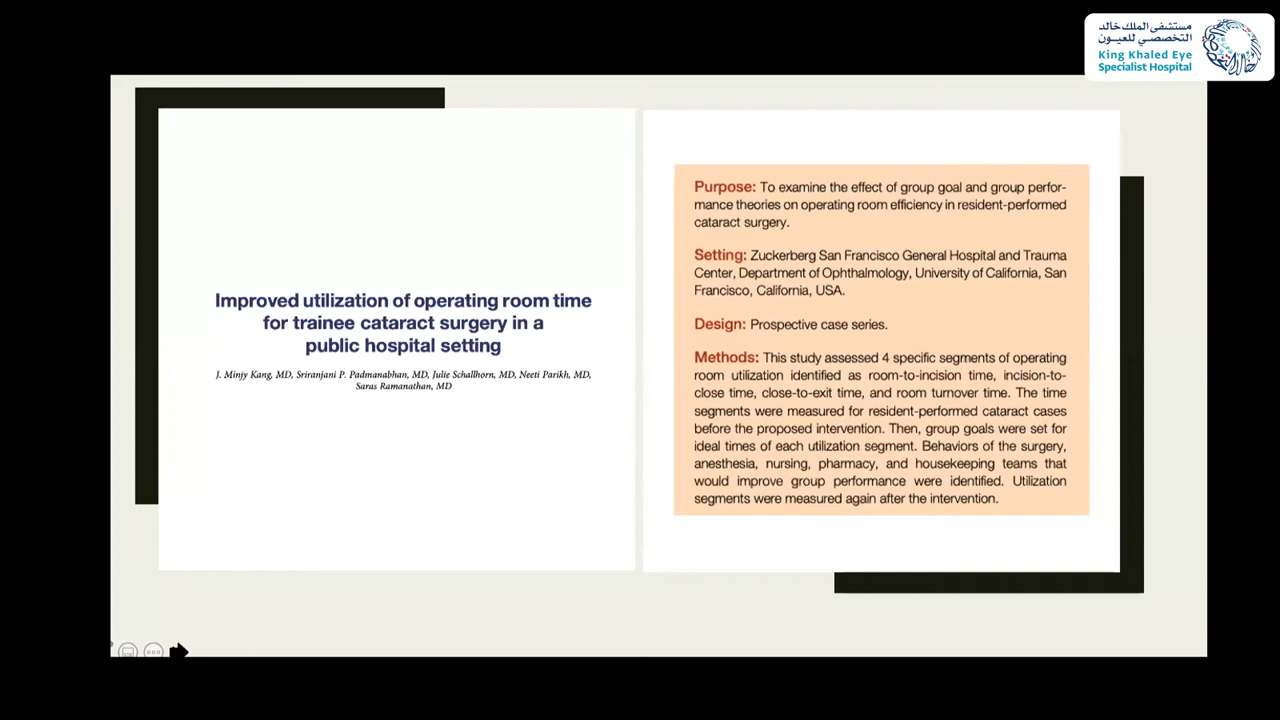 مستشفى الملك خالد
التخصصي للعيون
King Khaled Eye
Specialist Hospital
Improved utilization of operating room time
for trainee cataract surgery in a
public hospital setting
J. Minjy Kang, MD, Sriranjani P. Padmanabhan, MD, Julie Schallhorn, MD, Neeti Parikh, MD,
Saras Ramanathan, MD
Purpose: To examine the effect of group goal and group perfor-
mance theories on operating room efficiency in resident-performed
cataract surgery.
Setting: Zuckerberg San Francisco General Hospital and Trauma
Center, Department of Ophthalmology, University of California, San
Francisco, California, USA.
Design: Prospective case series.
Methods: This study assessed 4 specific segments of operating
room utilization identified as room-to-incision time, incision-to-
close time, close-to-exit time, and room turnover time. The time
segments were measured for resident-performed cataract cases
before the proposed intervention. Then, group goals were set for
ideal times of each utilization segment. Behaviors of the surgery,
anesthesia, nursing, pharmacy, and housekeeping teams that
would improve group performance were identified. Utilization
segments were measured again after the intervention.